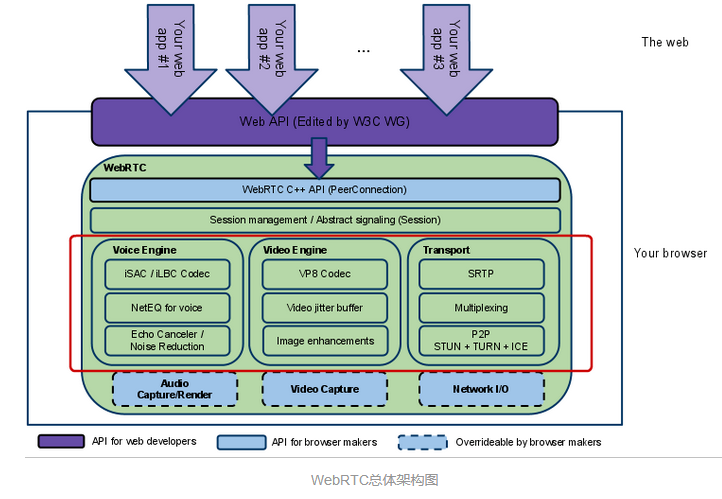 Your web
app #1
Your web
app #2
...
Your web
app #3
The web
Web API (Edited by W3C WG)
WebRTC
WebRTC C++ API (PeerConnection)
Session management / Abstract signaling (Session)
Your browser
Voice Engine
iSAC / iLBC Codec
NetEQ for voice
Echo Canceler /
Noise Reduction
Video Engine
VP8 Codec
Video jitter buffer
Image enhancements
Transport
SRTP
Multiplexing
P2P
STUN + TURN + ICE
Audio
Capture/Render
Video Capture
Network I/O
API for web developers
API for browser makers
Overrideable by browser makers
WebRTC总体架构图